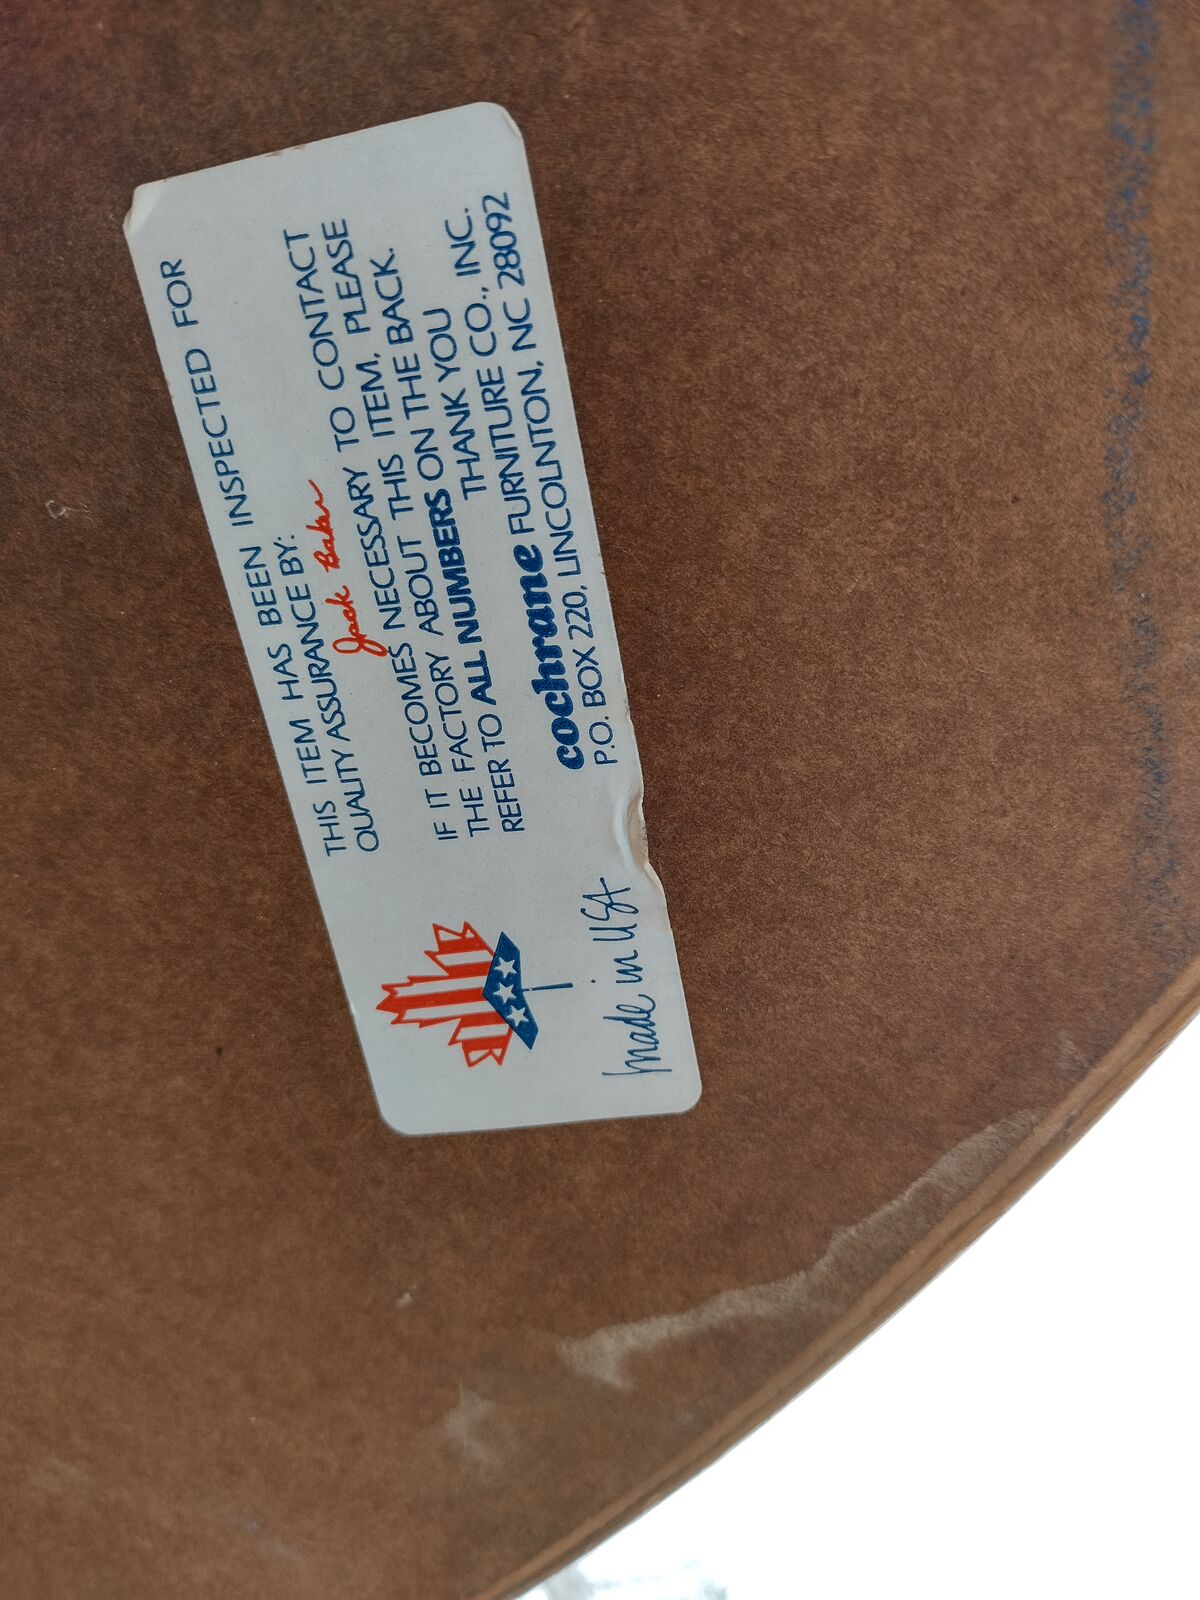 THIS ITEM HAS BEEN INSPECTED FOR
QUALITY ASSURANCE BY:
Jack Baker
IF IT BECOMES NECESSARY TO CONTACT
THE FACTORY ABOUT THIS ITEM, PLEASE
REFER TO ALL NUMBERS ON THE BACK.
THANK YOU
cochrane FURNITURE CO., INC.
P.O. BOX 220, LINCOLNTON, NC 28092
Made in USA